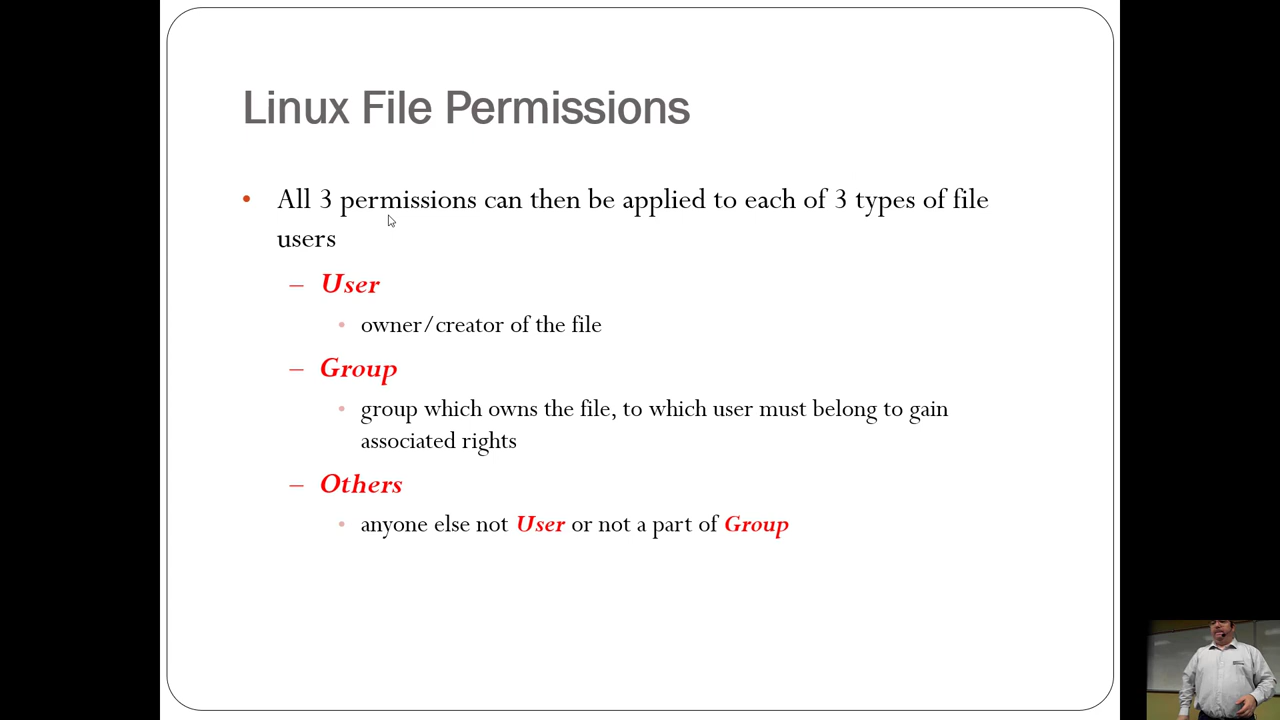 Linux File Permissions
• All 3 permissions can then be applied to each of 3 types of file
users
– User
• owner/creator of the file
– Group
• group which owns the file, to which user must belong to gain
associated rights
– Others
• anyone else not User or not a part of Group